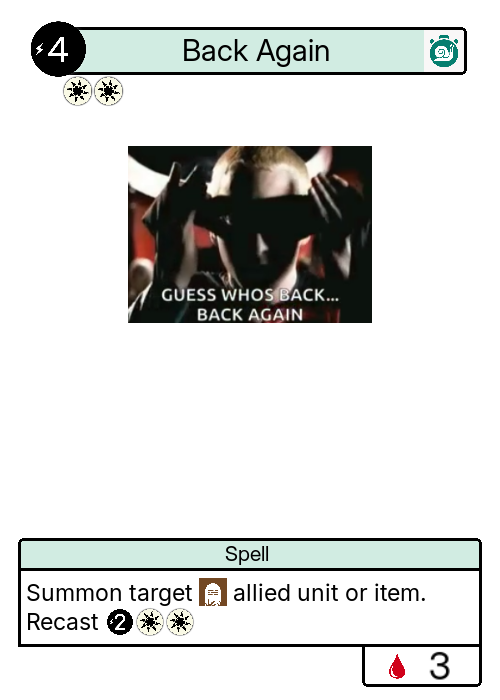 4 Back Again
GUESS WHOS BACK...
BACK AGAIN
Spell
Summon target allied unit or item.
Recast 2
3